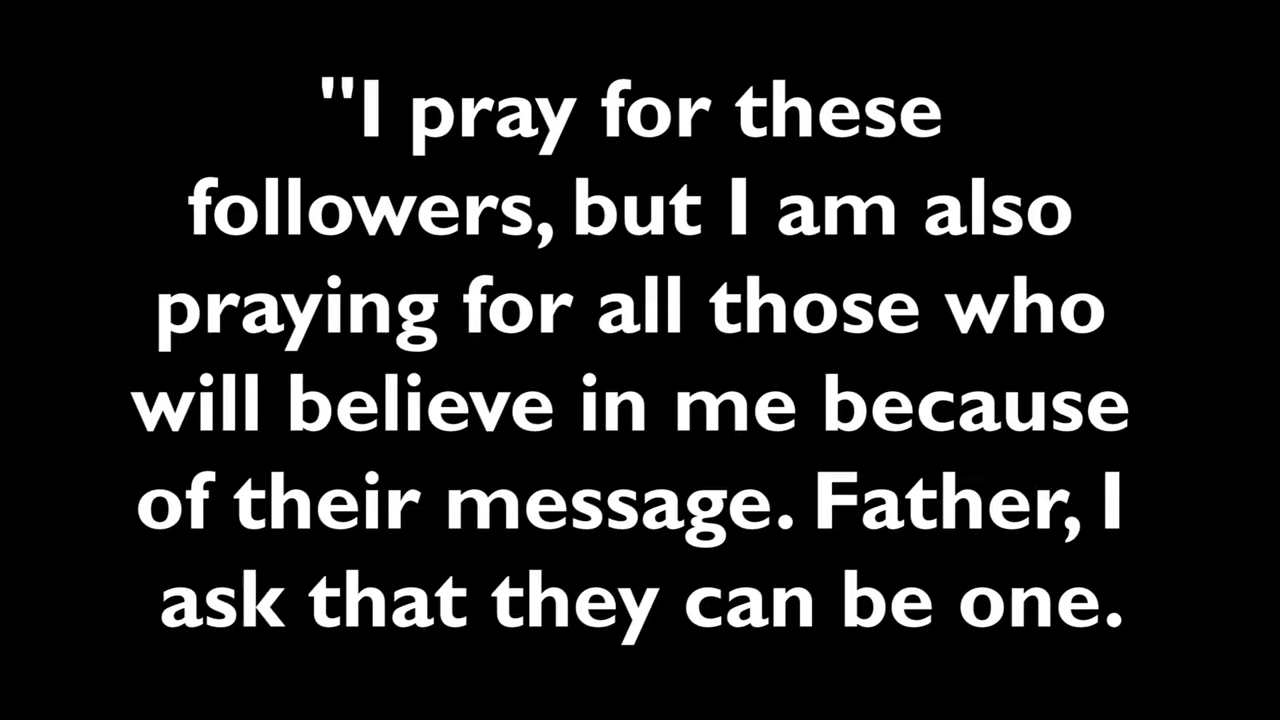 "I pray for these
followers, but I am also
praying for all those who
will believe in me because
of their message. Father, I
ask that they can be one.